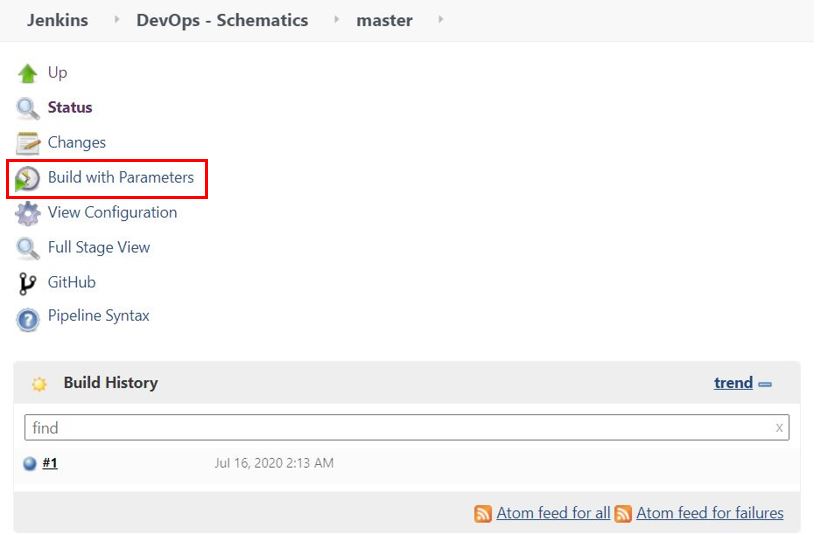 Jenkins DevOps - Schematics master
Up
Status
Changes
Build with Parameters
View Configuration
Full Stage View
GitHub
Pipeline Syntax
Build History trend
find x
#1 Jul 16, 2020 2:13 AM
Atom feed for all Atom feed for failures